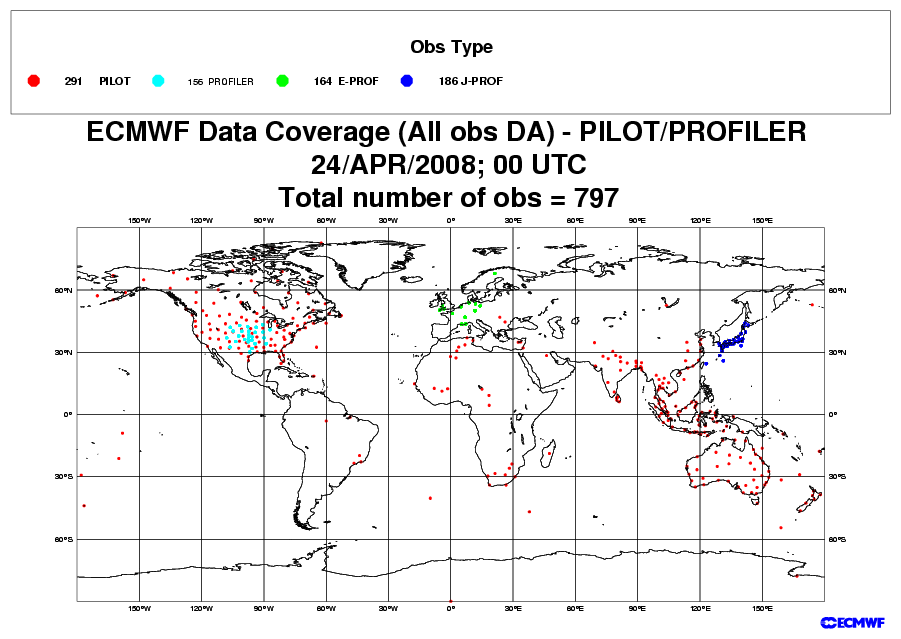 Obs Type
291 PILOT 156 PROFILER 164 E-PROF 186 J-PROF
ECMWF Data Coverage (All obs DA) - PILOT/PROFILER
24/APR/2008; 00 UTC
Total number of obs = 797
150°W 120°W 90°W 60°W 30°W 0° 30°E 60°E 90°E 120°E 150°E
60°N 60°N
30°N 30°N
0° 0°
30°S 30°S
60°S 60°S
150°W 120°W 90°W 60°W 30°W 0° 30°E 60°E 90°E 120°E 150°E
ECMWF